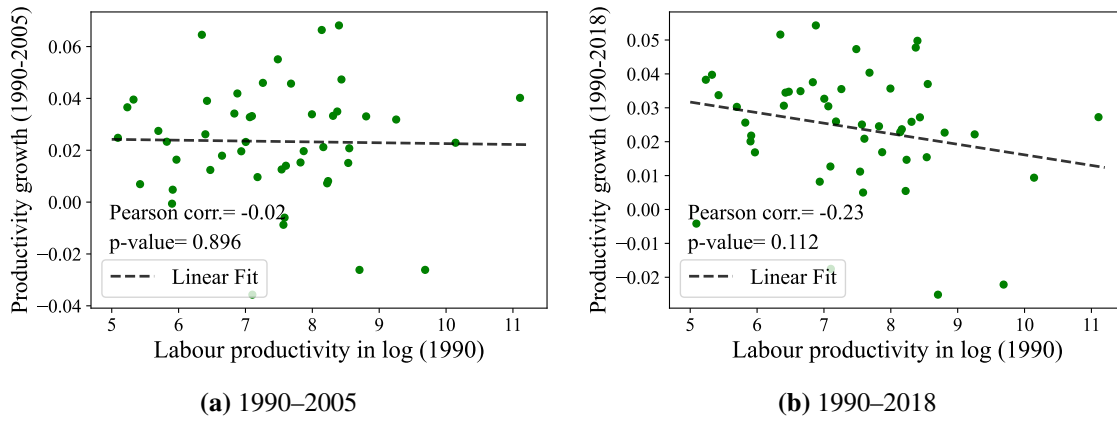 Productivity growth (1990-2005)
0.06
0.04
0.02
0.00
−0.02
−0.04
Pearson corr.= -0.02
p-value= 0.896
Linear Fit
5 6 7 8 9 10 11
Labour productivity in log (1990)
(a) 1990–2005
Productivity growth (1990-2018)
0.05
0.04
0.03
0.02
0.01
0.00
−0.01
−0.02
Pearson corr.= -0.23
p-value= 0.112
Linear Fit
5 6 7 8 9 10 11
Labour productivity in log (1990)
(b) 1990–2018